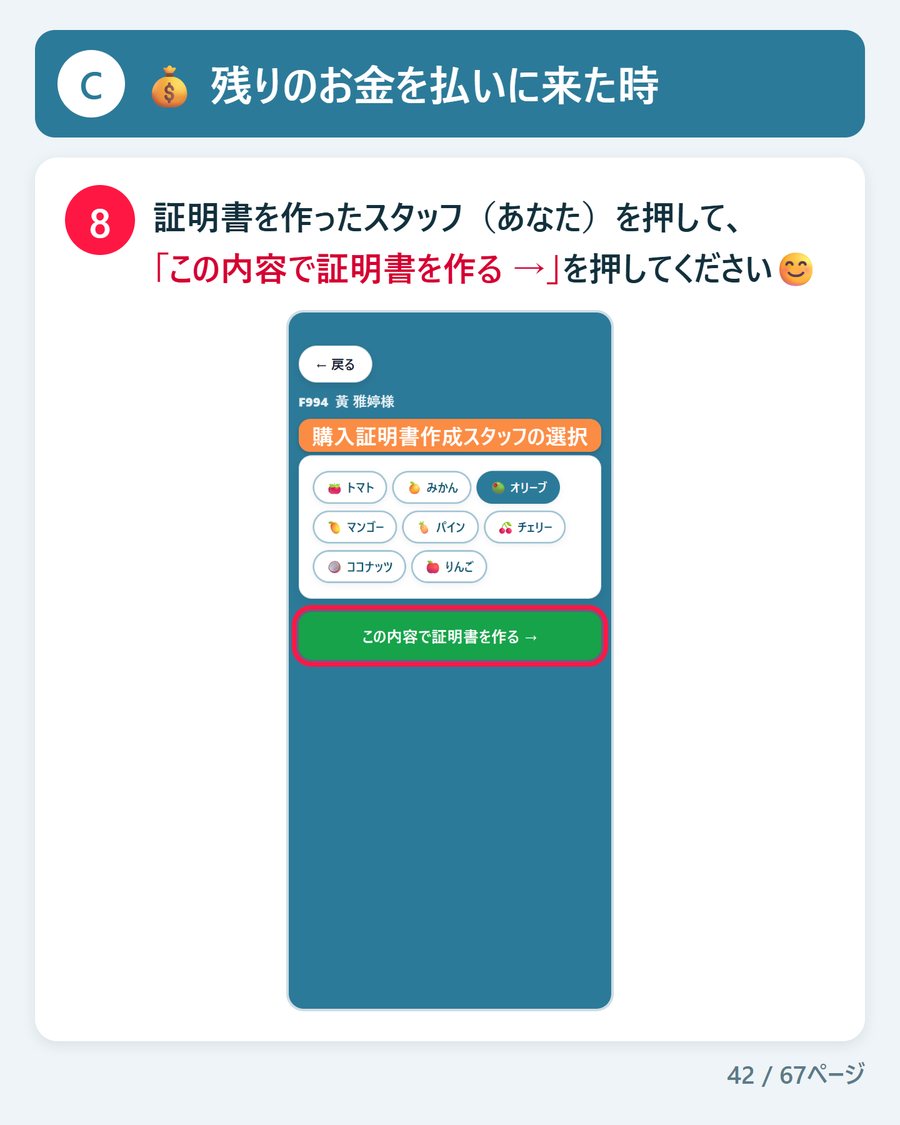 C 💰 残りのお金を払いに来た時
8 証明書を作ったスタッフ（あなた）を押して、
「この内容で証明書を作る →」を押してください😊
← 戻る
F994 黄 雅婷様
購入証明書作成スタッフの選択
トマト みかん オリーブ
マンゴー パイン チェリー
ココナッツ りんご
この内容で証明書を作る →
42 / 67ページ